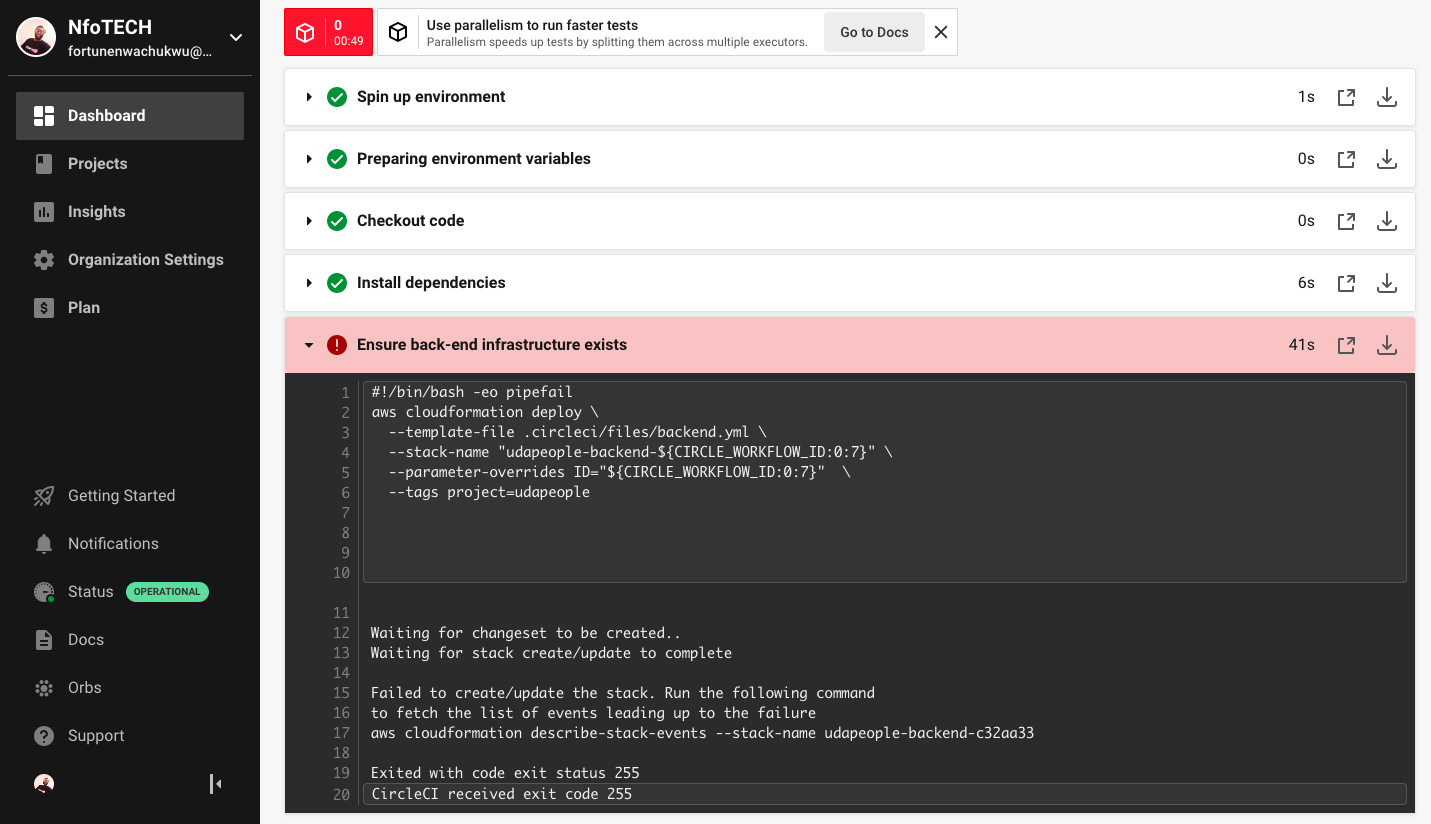 NfoTECH
fortunenwachukwu@...
Dashboard
Projects
Insights
Organization Settings
Plan
Getting Started
Notifications
Status OPERATIONAL
Docs
Orbs
Support
0
00:49
Use parallelism to run faster tests
Parallelism speeds up tests by splitting them across multiple executors.
Go to Docs
Spin up environment 1s
Preparing environment variables 0s
Checkout code 0s
Install dependencies 6s
Ensure back-end infrastructure exists 41s
1 #!/bin/bash -eo pipefail
2 aws cloudformation deploy \
3 --template-file .circleci/files/backend.yml \
4 --stack-name "udapeople-backend-${CIRCLE_WORKFLOW_ID:0:7}" \
5 --parameter-overrides ID="${CIRCLE_WORKFLOW_ID:0:7}"  \
6 --tags project=udapeople
7
8
9
10
11
12 Waiting for changeset to be created..
13 Waiting for stack create/update to complete
14
15 Failed to create/update the stack. Run the following command
16 to fetch the list of events leading up to the failure
17 aws cloudformation describe-stack-events --stack-name udapeople-backend-c32aa33
18
19 Exited with code exit status 255
20 CircleCI received exit code 255